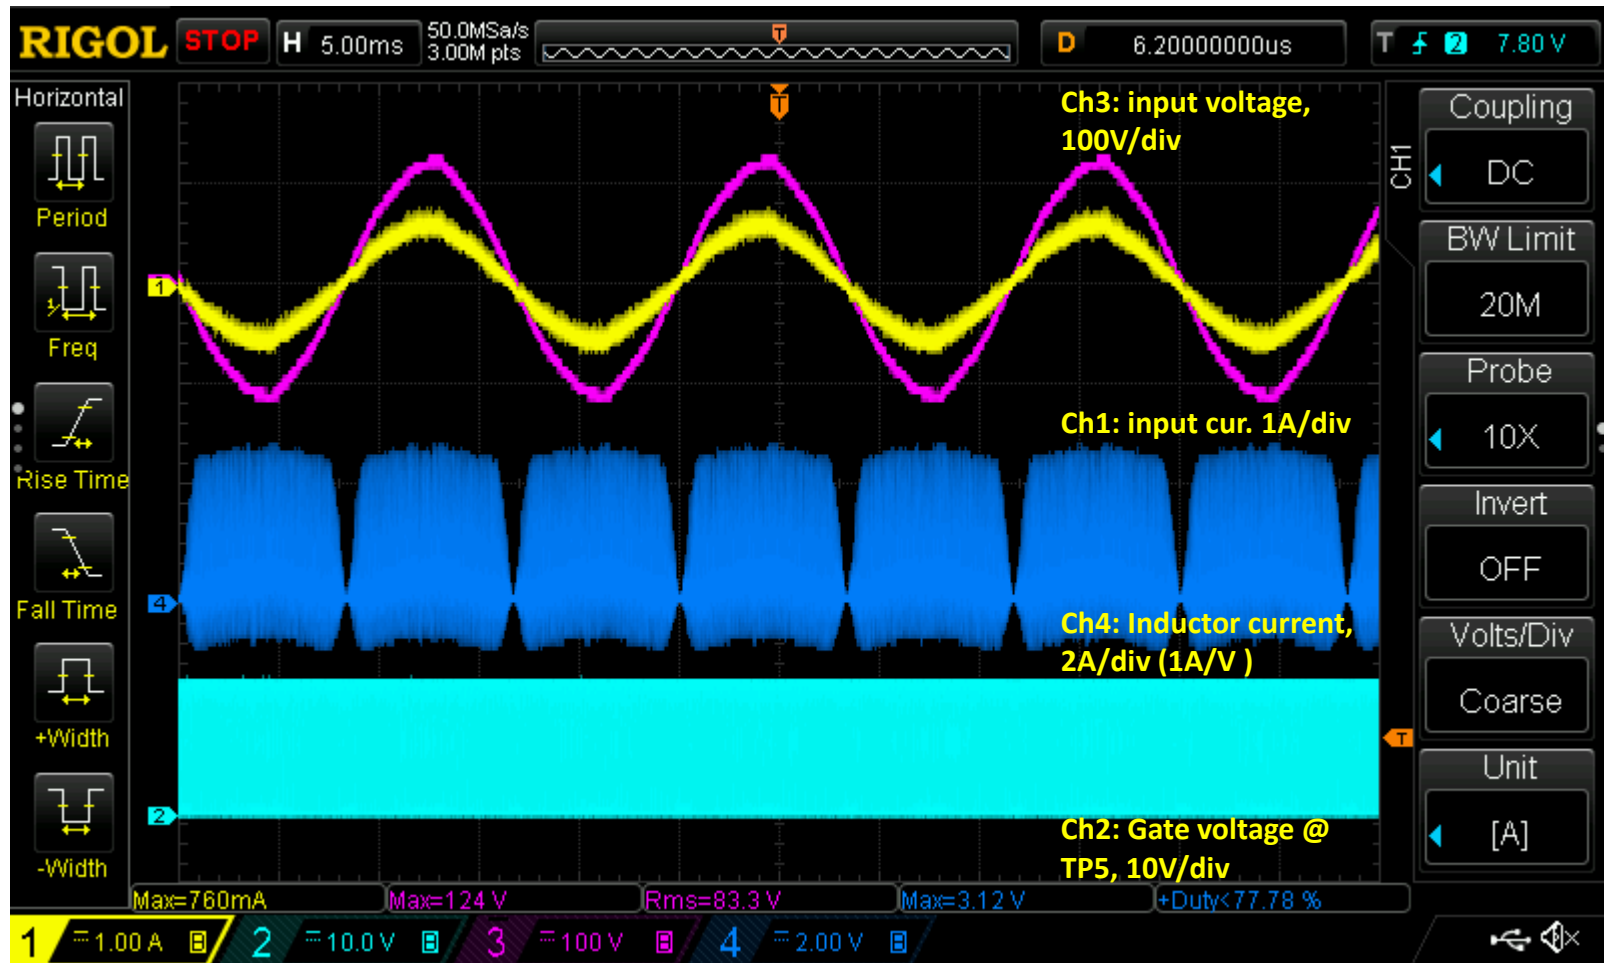 RIGOL STOP H 5.00ms 50.0MSa/s D 6.20000000us T 2 7.80 V
3.00M pts
Horizontal
Period
Freq
Rise Time
Fall Time
+Width
-Width
T
Ch3: input voltage,
100V/div
1
Ch1: input cur. 1A/div
4
Ch4: Inductor current,
2A/div (1A/V )
T
2
Ch2: Gate voltage @
TP5, 10V/div
CH1
Coupling
DC
BW Limit
20M
Probe
10X
Invert
OFF
Volts/Div
Coarse
Unit
[A]
Max=760mA Max=124 V Rms=83.3 V Max=3.12 V +Duty<77.78 %
1 1.00 A B 2 10.0 V B 3 100 V B 4 2.00 V B